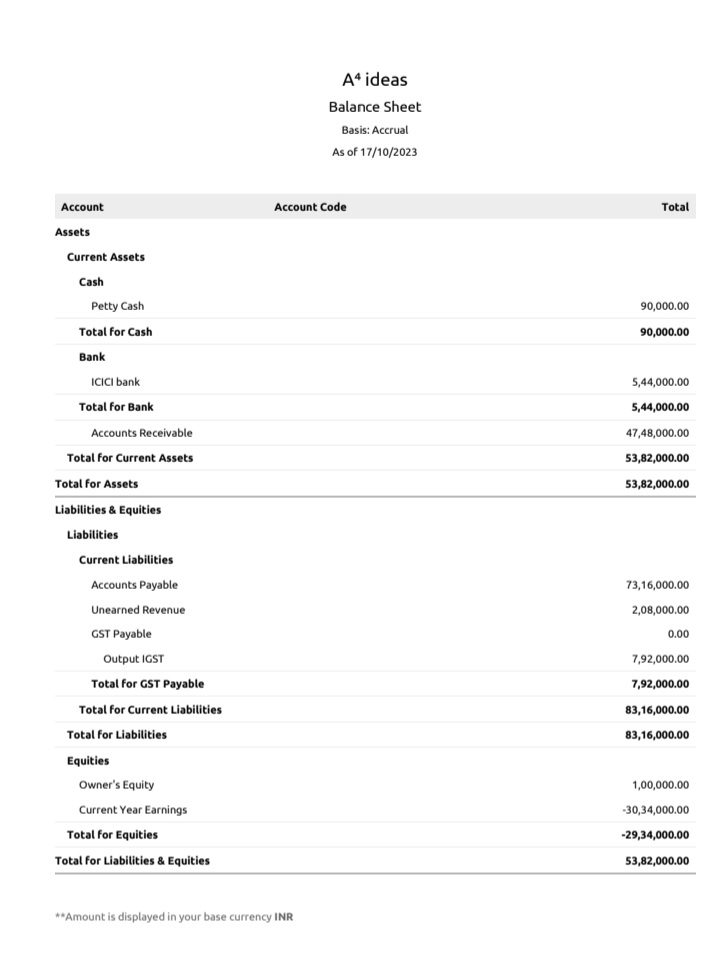 A⁴ ideas
Balance Sheet
Basis: Accrual
As of 17/10/2023
Account Account Code Total
Assets
Current Assets
Cash
Petty Cash 90,000.00
Total for Cash 90,000.00
Bank
ICICI bank 5,44,000.00
Total for Bank 5,44,000.00
Accounts Receivable 47,48,000.00
Total for Current Assets 53,82,000.00
Total for Assets 53,82,000.00
Liabilities & Equities
Liabilities
Current Liabilities
Accounts Payable 73,16,000.00
Unearned Revenue 2,08,000.00
GST Payable 0.00
Output IGST 7,92,000.00
Total for GST Payable 7,92,000.00
Total for Current Liabilities 83,16,000.00
Total for Liabilities 83,16,000.00
Equities
Owner's Equity 1,00,000.00
Current Year Earnings -30,34,000.00
Total for Equities -29,34,000.00
Total for Liabilities & Equities 53,82,000.00
**Amount is displayed in your base currency INR